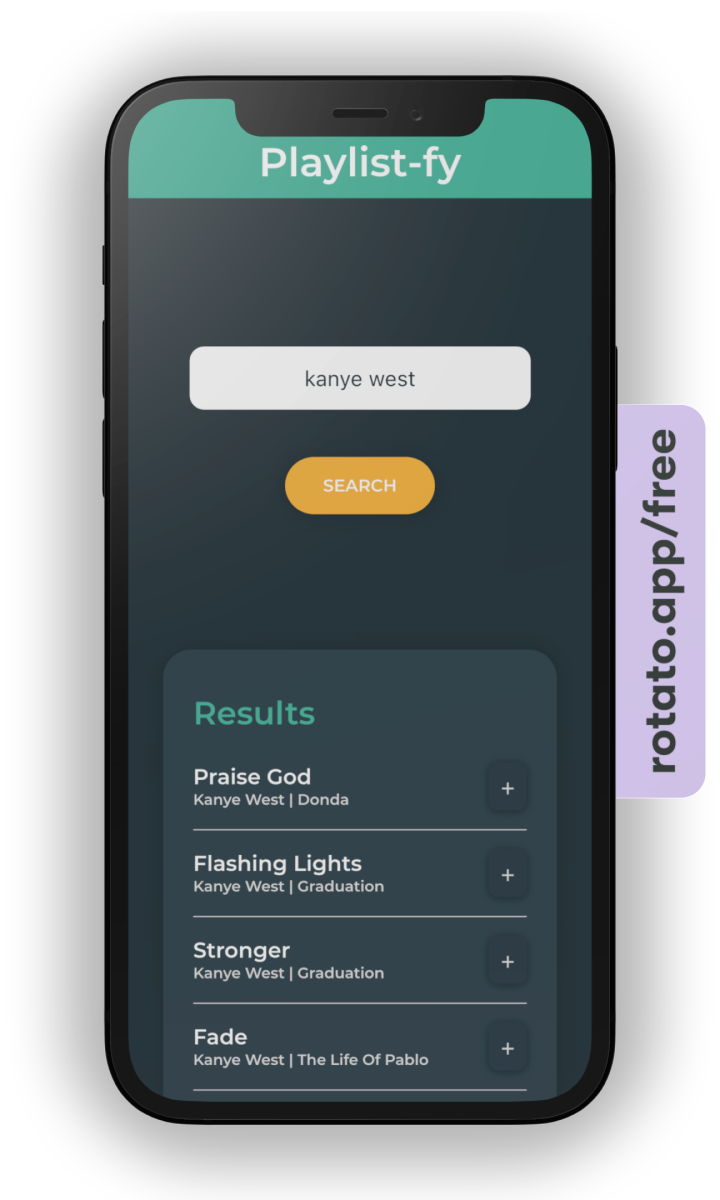 Playlist-fy
kanye west
SEARCH
Results
Praise God
Kanye West | Donda
+
Flashing Lights
Kanye West | Graduation
+
Stronger
Kanye West | Graduation
+
Fade
Kanye West | The Life Of Pablo
+
rotato.app/free